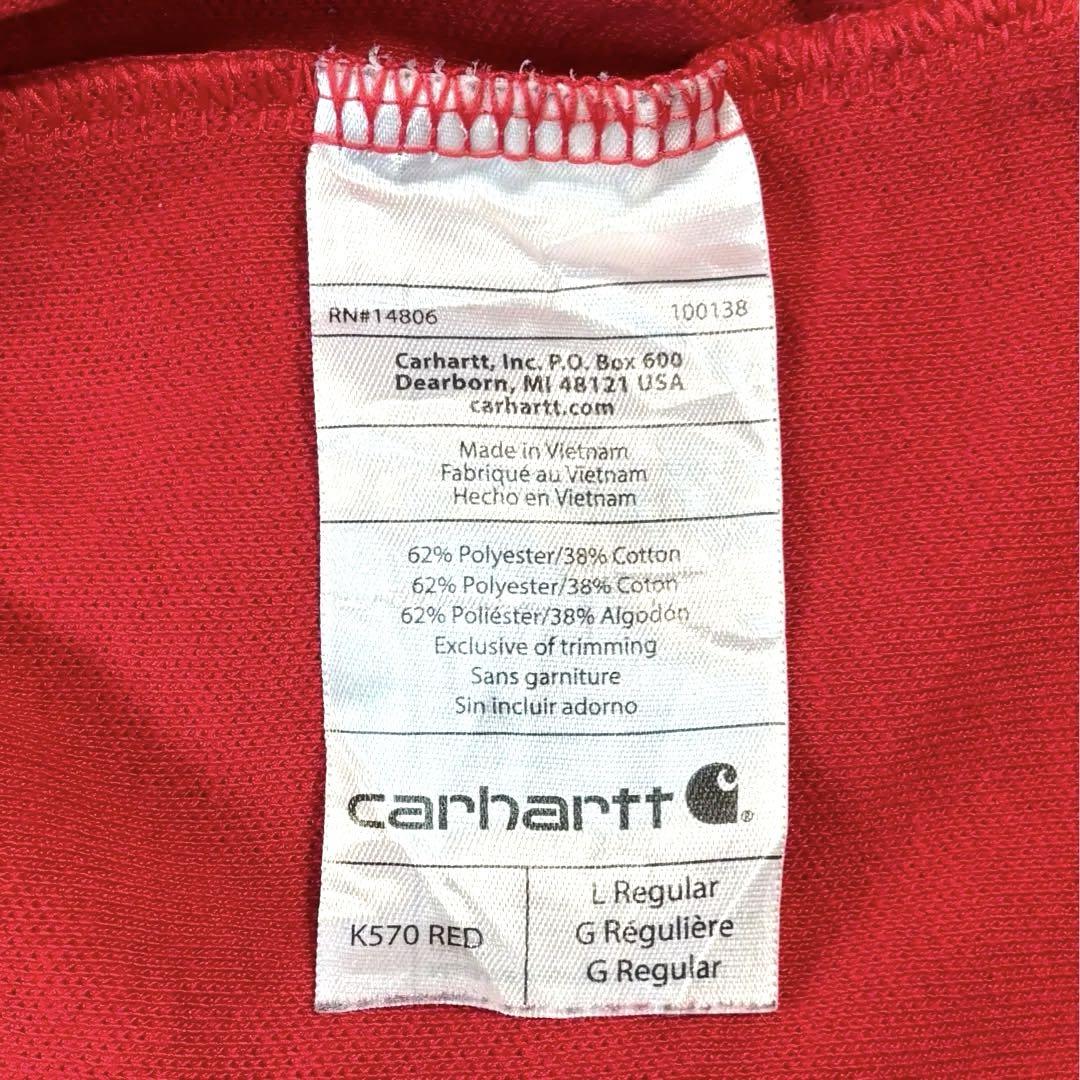 RN#14806 100138
Carhartt, Inc. P.O. Box 600
Dearborn, MI 48121 USA
carhartt.com
Made in Vietnam
Fabriqué au Vietnam
Hecho en Vietnam
62% Polyester/38% Cotton
62% Polyester/38% Coton
62% Poliéster/38% Algodón
Exclusive of trimming
Sans garniture
Sin incluir adorno
carhartt ®
K570 RED
L Regular
G Régulière
G Regular